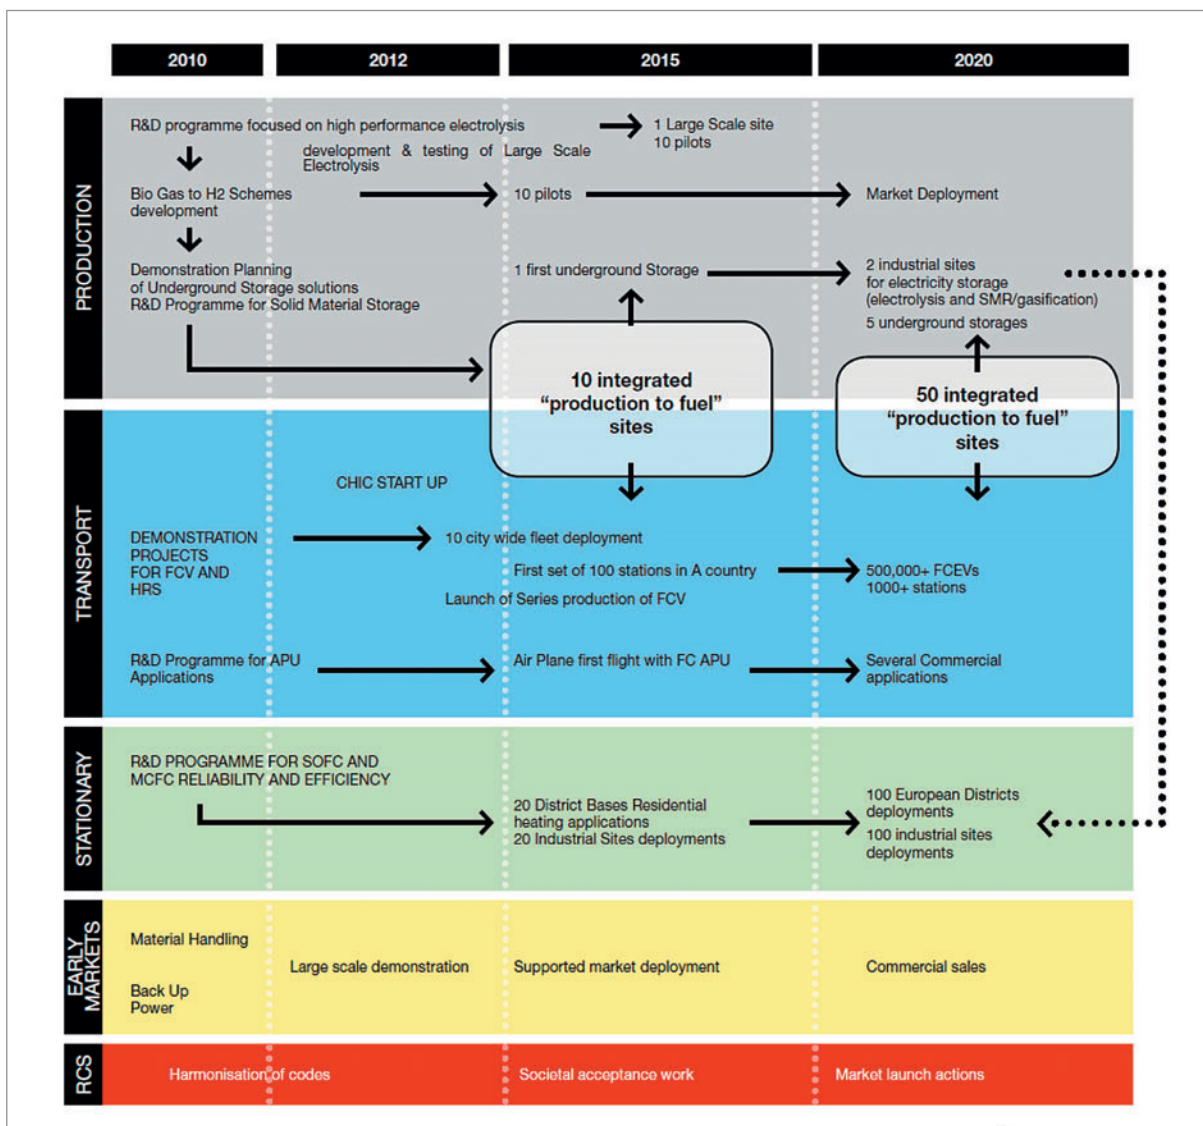 2010
2012
2015
2020
PRODUCTION
R&D programme focused on high performance electrolysis
1 Large Scale site
10 pilots
development & testing of Large Scale
Electrolysis
Bio Gas to H2 Schemes
development
10 pilots
Market Deployment
Demonstration Planning
of Underground Storage solutions
R&D Programme for Solid Material Storage
1 first underground Storage
2 industrial sites
for electricity storage
(electrolysis and SMR/gasification)
5 underground storages
10 integrated
“production to fuel”
sites
50 integrated
“production to fuel”
sites
TRANSPORT
CHIC START UP
DEMONSTRATION
PROJECTS
FOR FCV AND
HRS
10 city wide fleet deployment
First set of 100 stations in A country
Launch of Series production of FCV
500,000+ FCEVs
1000+ stations
R&D Programme for APU
Applications
Air Plane first flight with FC APU
Several Commercial
applications
STATIONARY
R&D PROGRAMME FOR SOFC AND
MCFC RELIABILITY AND EFFICIENCY
20 District Bases Residential
heating applications
20 Industrial Sites deployments
100 European Districts
deployments
100 industrial sites
deployments
EARLY
MARKETS
Material Handling
Back Up
Power
Large scale demonstration
Supported market deployment
Commercial sales
RCS
Harmonisation of codes
Societal acceptance work
Market launch actions